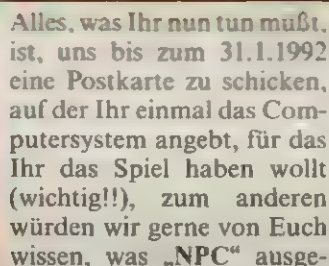 Alles, was Ihr nun tun mußt,
ist, uns bis zum 31.1.1992
eine Postkarte zu schicken,
auf der Ihr einmal das Com-
putersystem angebt, für das
Ihr das Spiel haben wollt
(wichtig!!), zum anderen
würden wir gerne von Euch
wissen, was „NPC“ ausge-